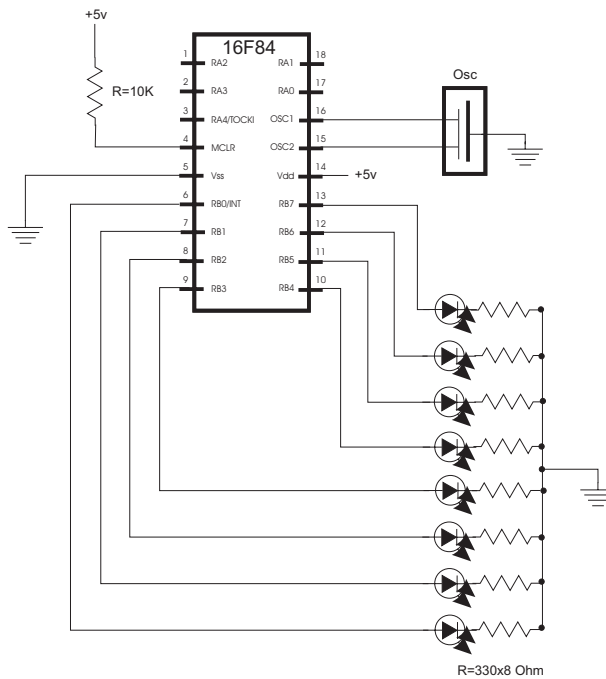 +5v
16F84
R=10K
Osc
1 RA2 RA1 18
2 RA3 RA0 17
3 RA4/TOCKI OSC1 16
4 MCLR OSC2 15
5 Vss Vdd 14 +5v
6 RB0/INT RB7 13
7 RB1 RB6 12
8 RB2 RB5 11
9 RB3 RB4 10
R=330x8 Ohm